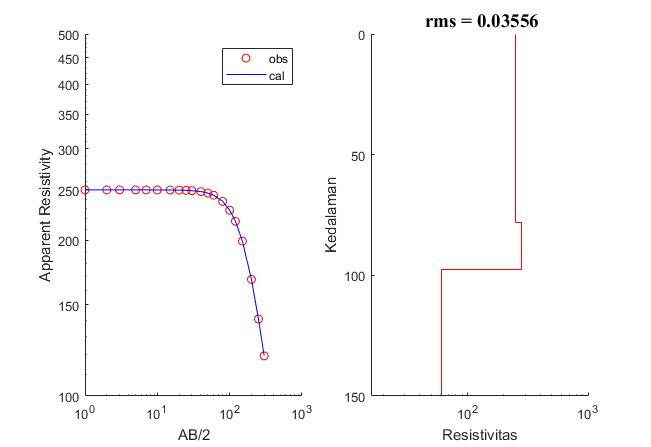 rms = 0.03556
500
450
400
350
300
250
200
150
100
Apparent Resistivity
obs
cal
10^0
10^1
10^2
10^3
AB/2
0
50
100
150
Kedalaman
10^2
10^3
Resistivitas